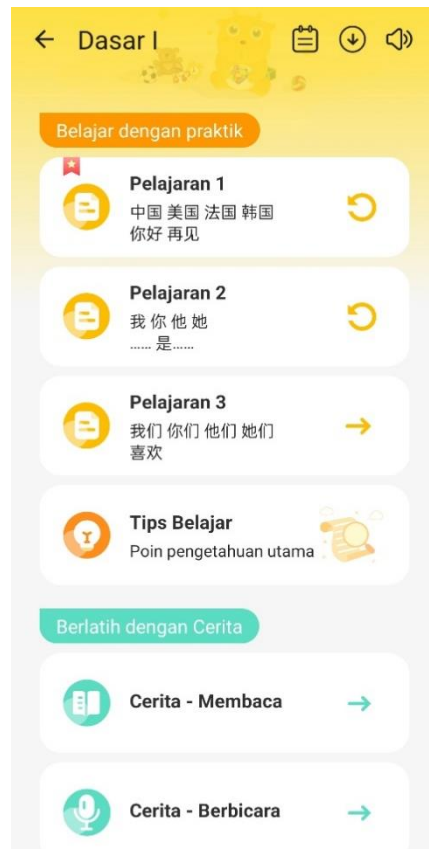 Dasar I
Belajar dengan praktik
Pelajaran 1
中国 美国 法国 韩国
你好 再见
Pelajaran 2
我 你 他 她
...... 是......
Pelajaran 3
我们 你们 他们 她们
喜欢
Tips Belajar
Poin pengetahuan utama
Berlatih dengan Cerita
Cerita - Membaca
Cerita - Berbicara